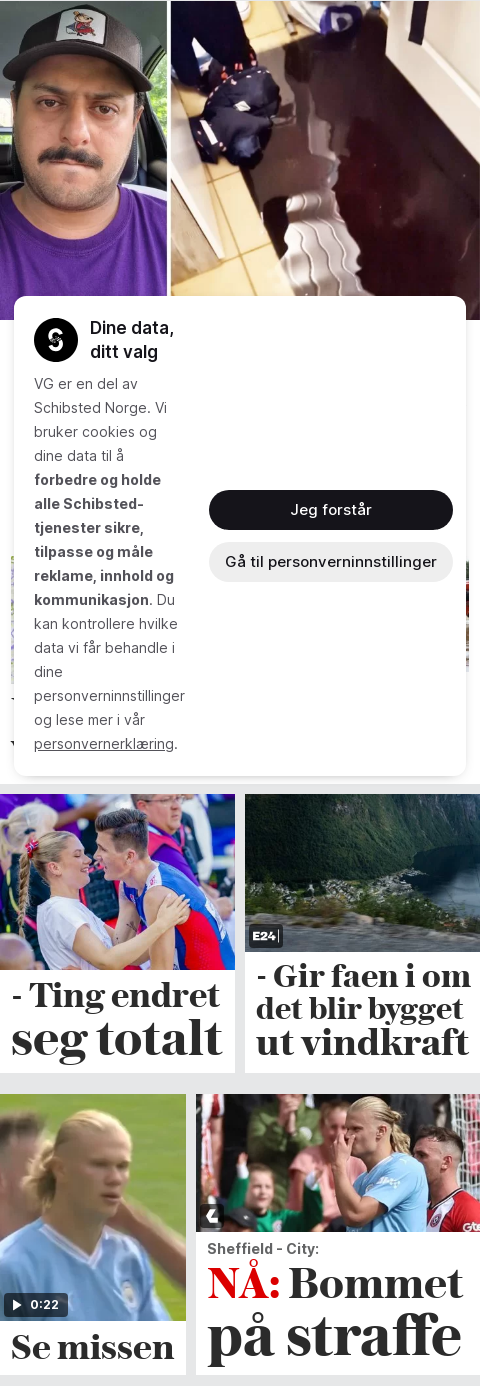 Dine data,
ditt valg
VG er en del av
Schibsted Norge. Vi
bruker cookies og
dine data til å
forbedre og holde
alle Schibsted-
tjenester sikre,
tilpasse og måle
reklame, innhold og
kommunikasjon. Du
kan kontrollere hvilke
data vi får behandle i
dine
personverninnstillinger
og lese mer i vår
personvernerklæring.
Jeg forstår
Gå til personverninnstillinger
- Ting endret
seg totalt
E24
- Gir faen i om
det blir bygget
ut vindkraft
0:22
Se missen
Sheffield - City:
NÅ: Bommet
på straffe